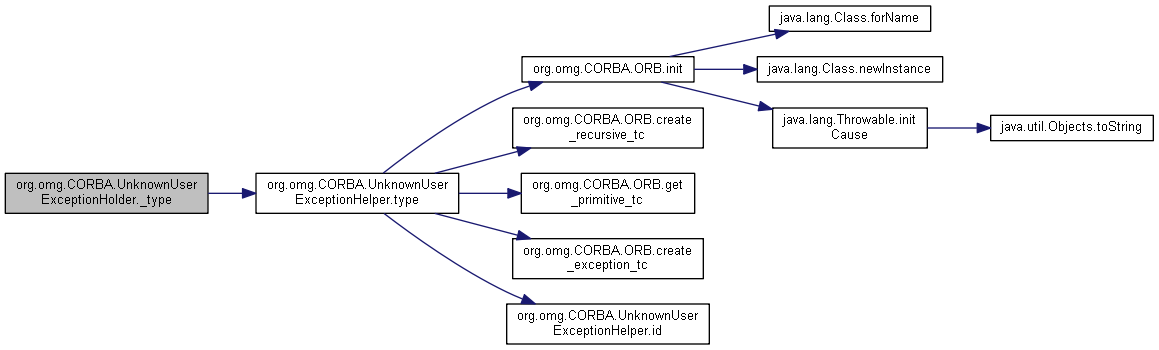 java.lang.Class.forName
org.omg.CORBA.ORB.init
java.lang.Class.newInstance
org.omg.CORBA.ORB.create
_recursive_tc
java.lang.Throwable.init
Cause
java.util.Objects.toString
org.omg.CORBA.UnknownUser
ExceptionHolder._type
org.omg.CORBA.UnknownUser
ExceptionHelper.type
org.omg.CORBA.ORB.get
_primitive_tc
org.omg.CORBA.ORB.create
_exception_tc
org.omg.CORBA.UnknownUser
ExceptionHelper.id